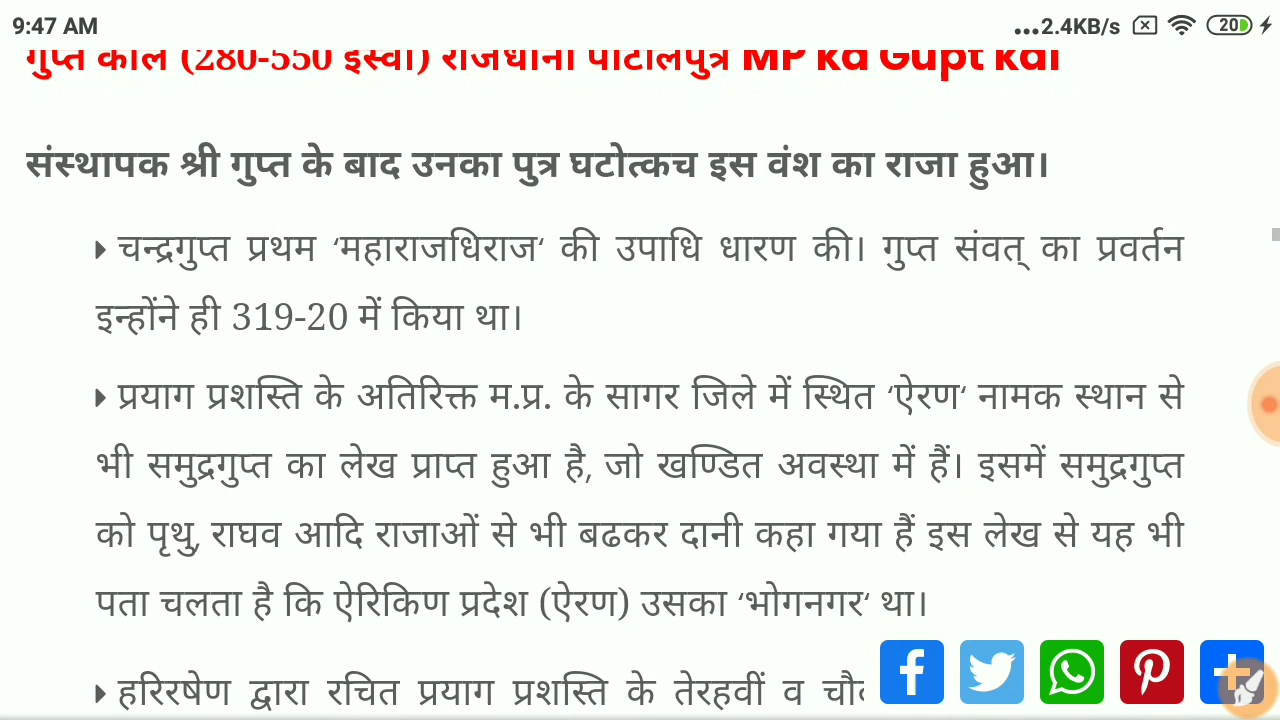 9:47 AM ...2.4KB/s 20
गुप्त काल (280-550 इस्वी) राजधानी पाटलिपुत्र MP ka Gupt kal
संस्थापक श्री गुप्त के बाद उनका पुत्र घटोत्कच इस वंश का राजा हुआ।
चन्द्रगुप्त प्रथम ‘महाराजधिराज‘ की उपाधि धारण की। गुप्त संवत् का प्रवर्तन
इन्होंने ही 319-20 में किया था।
प्रयाग प्रशस्ति के अतिरिक्त म.प्र. के सागर जिले में स्थित ‘ऐरण‘ नामक स्थान से
भी समुद्रगुप्त का लेख प्राप्त हुआ है, जो खण्डित अवस्था में हैं। इसमें समुद्रगुप्त
को पृथु, राघव आदि राजाओं से भी बढकर दानी कहा गया हैं इस लेख से यह भी
पता चलता है कि ऐरिकिण प्रदेश (ऐरण) उसका ‘भोगनगर‘ था।
हरिरषेण द्वारा रचित प्रयाग प्रशस्ति के तेरहवीं व